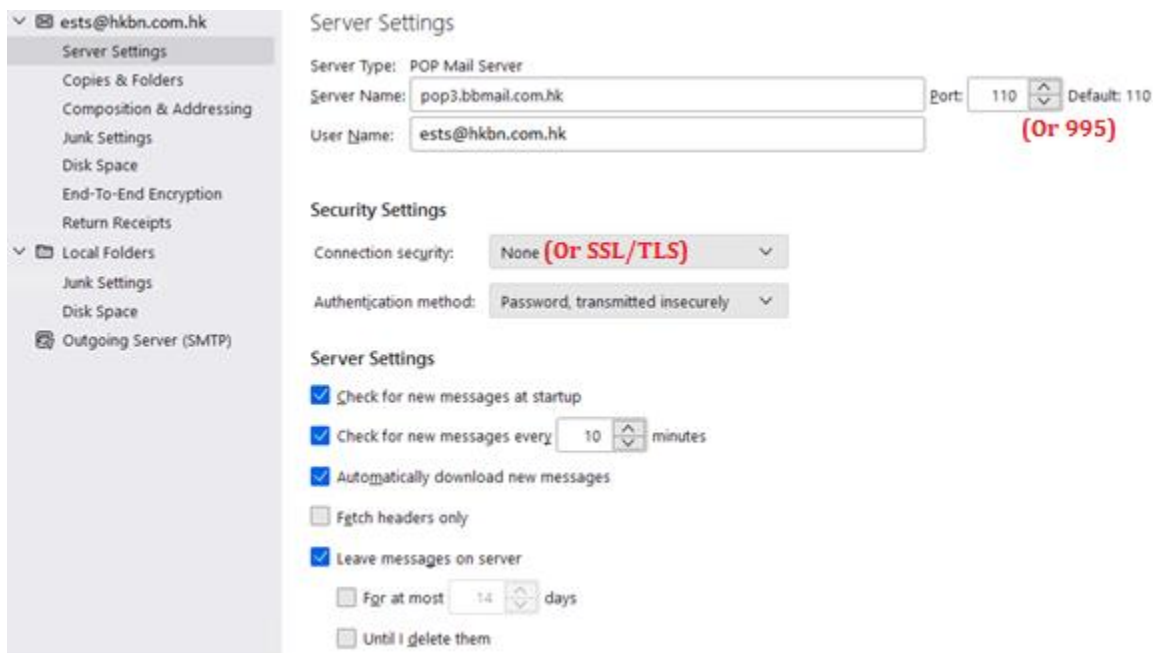 ests@hkbn.com.hk
Server Settings
Copies & Folders
Composition & Addressing
Junk Settings
Disk Space
End-To-End Encryption
Return Receipts
Local Folders
Junk Settings
Disk Space
Outgoing Server (SMTP)
Server Settings
Server Type: POP Mail Server
Server Name: pop3.bbmail.com.hk Port: 110 Default: 110
(Or 995)
User Name: ests@hkbn.com.hk
Security Settings
Connection security: None (Or SSL/TLS)
Authentication method: Password, transmitted insecurely
Server Settings
Check for new messages at startup
Check for new messages every 10 minutes
Automatically download new messages
Fetch headers only
Leave messages on server
For at most 14 days
Until I delete them